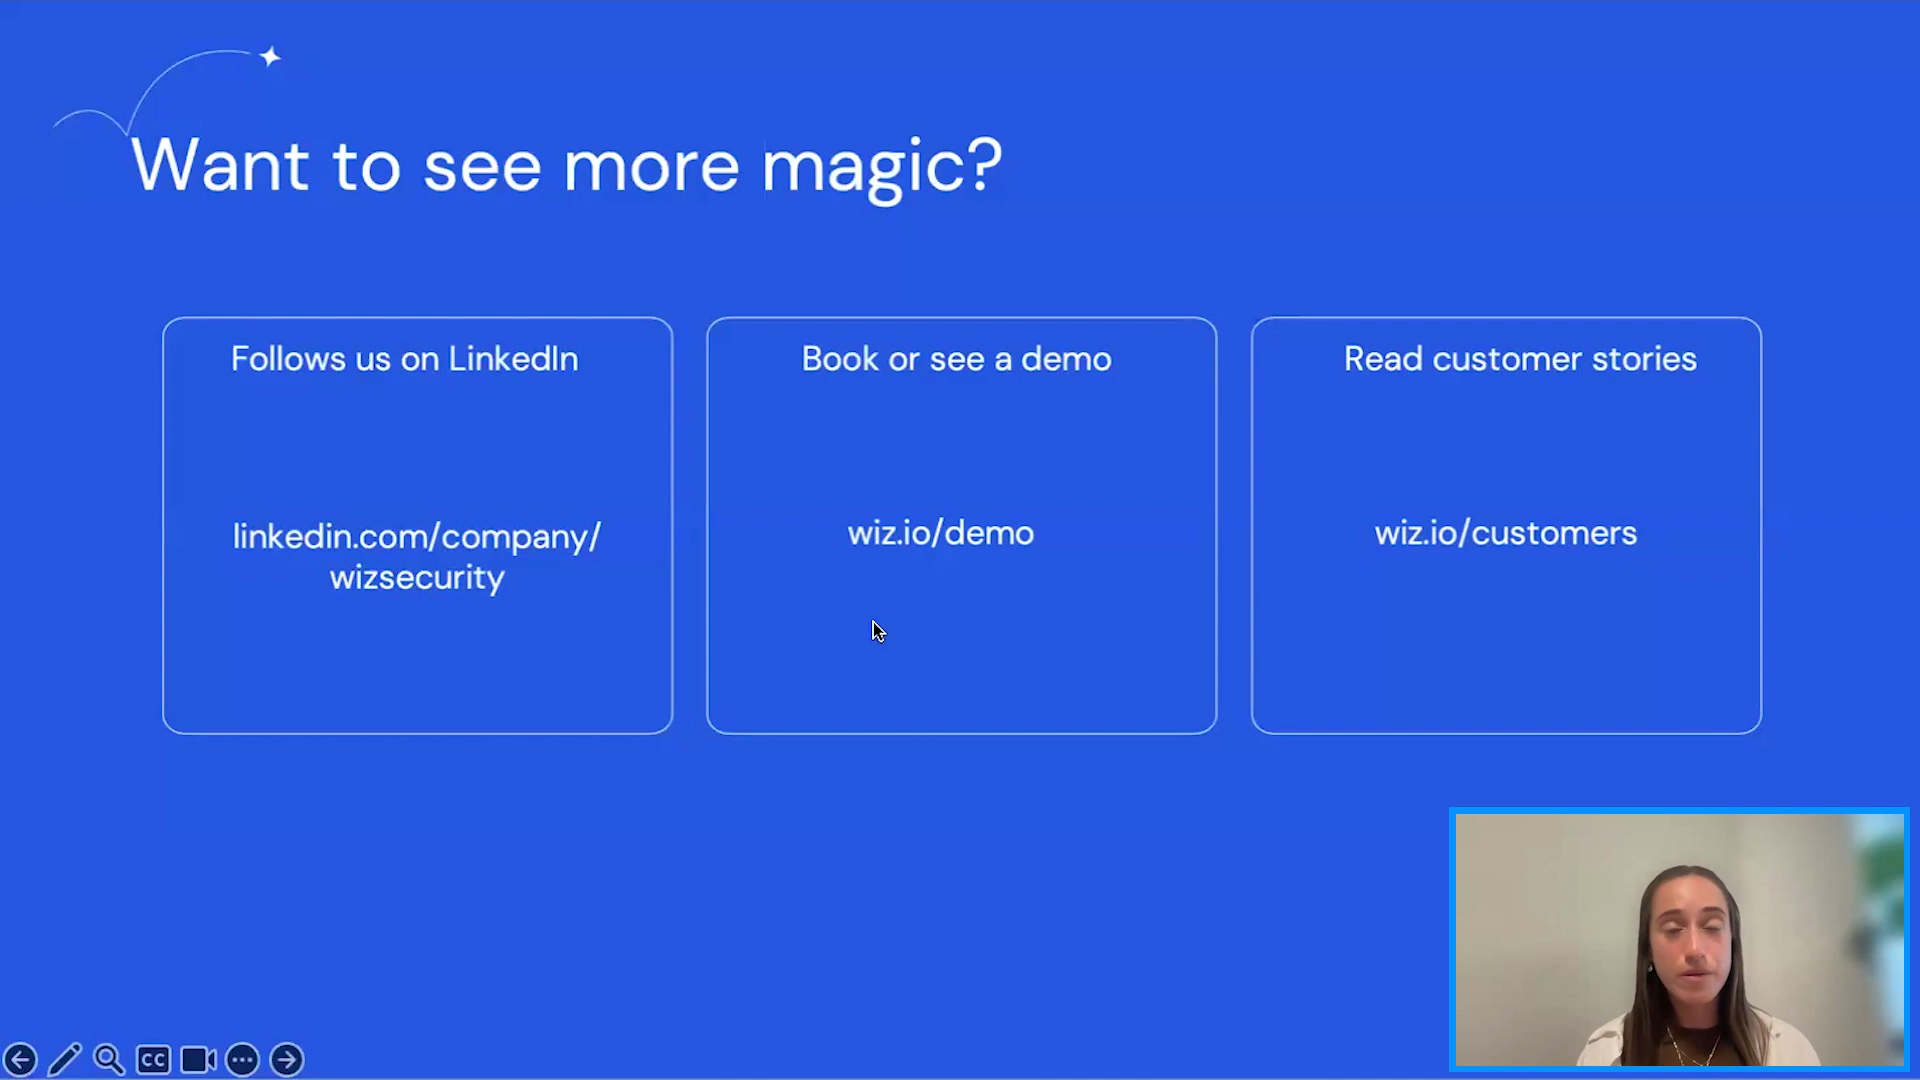 Want to see more magic?
Follows us on LinkedIn
linkedin.com/company/
wizsecurity
Book or see a demo
wiz.io/demo
Read customer stories
wiz.io/customers
CC